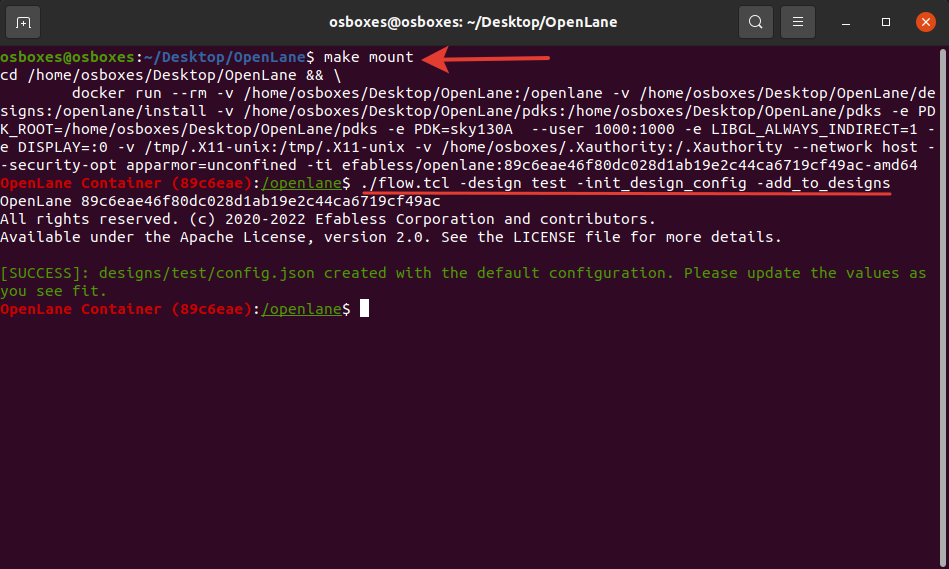 osboxes@osboxes: ~/Desktop/OpenLane
osboxes@osboxes:~/Desktop/OpenLane$ make mount
cd /home/osboxes/Desktop/OpenLane && \
        docker run --rm -v /home/osboxes/Desktop/OpenLane:/openlane -v /home/osboxes/Desktop/OpenLane/de
signs:/openlane/install -v /home/osboxes/Desktop/OpenLane/pdks:/home/osboxes/Desktop/OpenLane/pdks -e PD
K_ROOT=/home/osboxes/Desktop/OpenLane/pdks -e PDK=sky130A  --user 1000:1000 -e LIBGL_ALWAYS_INDIRECT=1 -
e DISPLAY=:0 -v /tmp/.X11-unix:/tmp/.X11-unix -v /home/osboxes/.Xauthority:/.Xauthority --network host -
-security-opt apparmor=unconfined -ti efabless/openlane:89c6eae46f80dc028d1ab19e2c44ca6719cf49ac-amd64
OpenLane Container (89c6eae):/openlane$ ./flow.tcl -design test -init_design_config -add_to_designs
OpenLane 89c6eae46f80dc028d1ab19e2c44ca6719cf49ac
All rights reserved. (c) 2020-2022 Efabless Corporation and contributors.
Available under the Apache License, version 2.0. See the LICENSE file for more details.
[SUCCESS]: designs/test/config.json created with the default configuration. Please update the values as
you see fit.
OpenLane Container (89c6eae):/openlane$